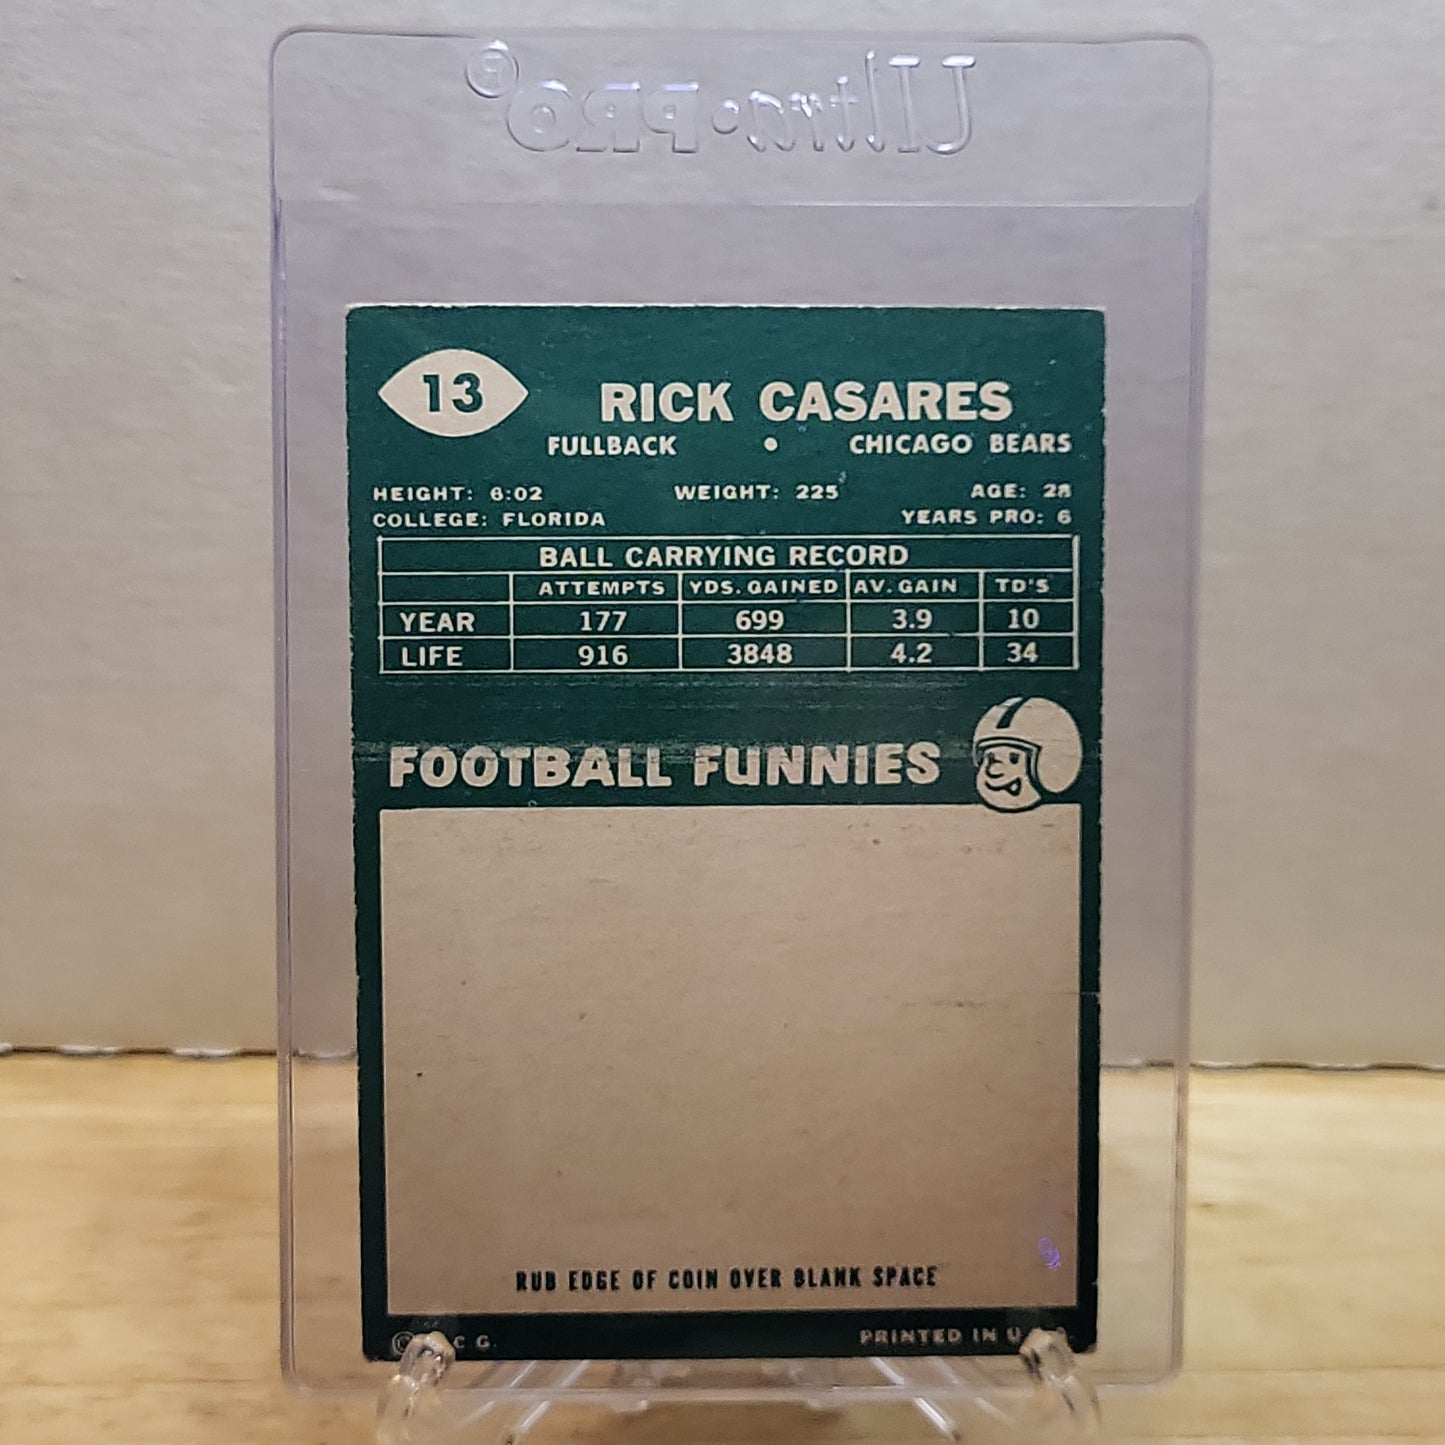 Ultra•PRO®
13
RICK CASARES
FULLBACK • CHICAGO BEARS
HEIGHT: 6:02 WEIGHT: 225 AGE: 28
COLLEGE: FLORIDA YEARS PRO: 6
BALL CARRYING RECORD
ATTEMPTS YDS. GAINED AV. GAIN TD'S
YEAR 177 699 3.9 10
LIFE 916 3848 4.2 34
FOOTBALL FUNNIES
RUB EDGE OF COIN OVER BLANK SPACE
© C. G. PRINTED IN